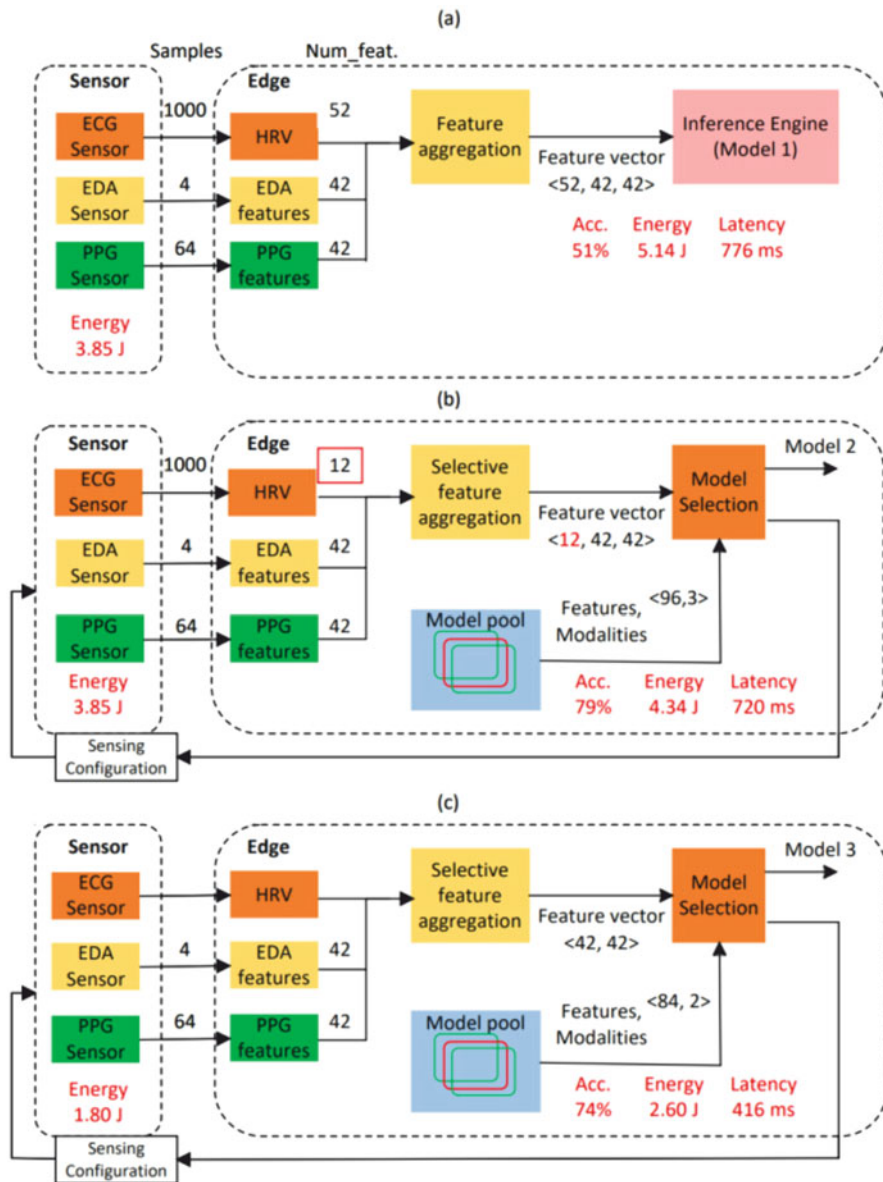 (a)
Samples
Num_feat.
Sensor
Edge
ECG
Sensor
1000
HRV
52
Feature
aggregation
Inference Engine
(Model 1)
Feature vector
<52, 42, 42>
EDA
Sensor
4
EDA
features
42
PPG
Sensor
64
PPG
features
42
Acc.
Energy
Latency
51%
5.14 J
776 ms
Energy
3.85 J
(b)
Sensor
Edge
ECG
Sensor
1000
HRV
12
Selective
feature
aggregation
Model
Selection
Model 2
Feature vector
<12, 42, 42>
EDA
Sensor
4
EDA
features
42
PPG
Sensor
64
PPG
features
42
Model pool
Features,
Modalities
<96,3>
Acc.
Energy
Latency
79%
4.34 J
720 ms
Energy
3.85 J
Sensing
Configuration
(c)
Sensor
Edge
ECG
Sensor
HRV
Selective
feature
aggregation
Model
Selection
Model 3
Feature vector
<42, 42>
EDA
Sensor
4
EDA
features
42
PPG
Sensor
64
PPG
features
42
Model pool
Features,
Modalities
<84, 2>
Acc.
Energy
Latency
74%
2.60 J
416 ms
Energy
1.80 J
Sensing
Configuration